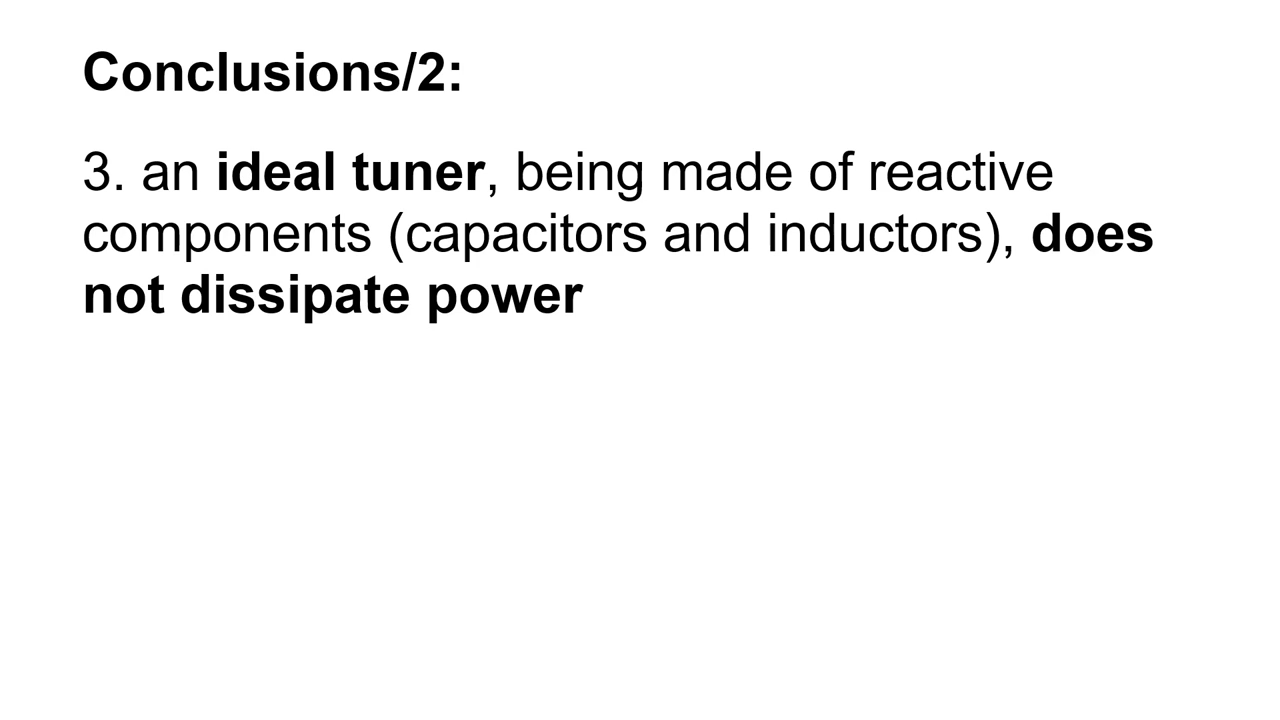 Conclusions/2:
3. an ideal tuner, being made of reactive
components (capacitors and inductors), does
not dissipate power